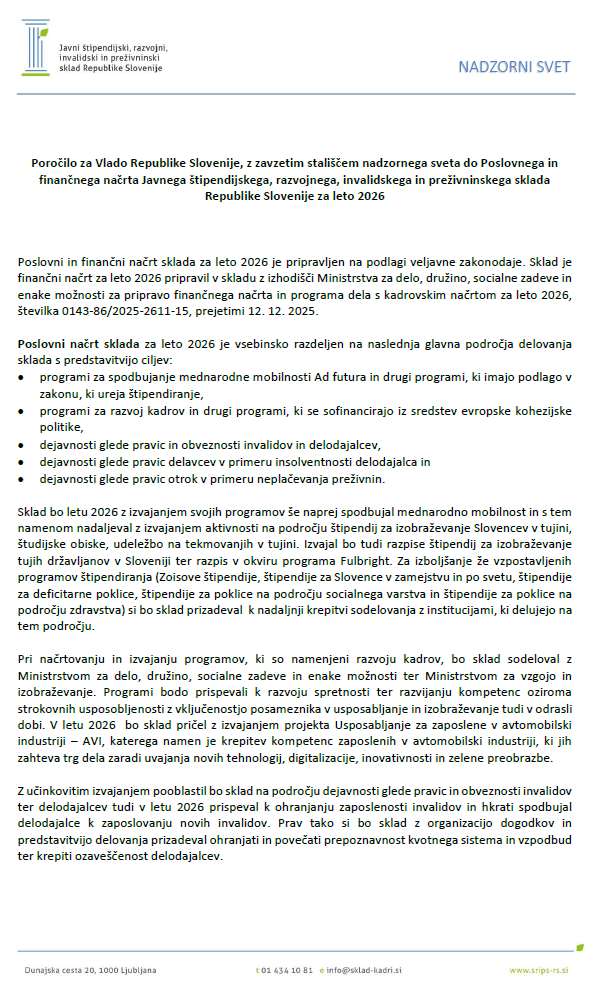 Javni štipendijski, razvojni,
invalidski in preživninski
sklad Republike Slovenije
NADZORNI SVET
Poročilo za Vlado Republike Slovenije, z zavzetim stališčem nadzornega sveta do Poslovnega in
finančnega načrta Javnega štipendijskega, razvojnega, invalidskega in preživninskega sklada
Republike Slovenije za leto 2026
Poslovni in finančni načrt sklada za leto 2026 je pripravljen na podlagi veljavne zakonodaje. Sklad je
finančni načrt za leto 2026 pripravil v skladu z izhodišči Ministrstva za delo, družino, socialne zadeve in
enake možnosti za pripravo finančnega načrta in programa dela s kadrovskim načrtom za leto 2026,
številka 0143-86/2025-2611-15, prejetimi 12. 12. 2025.
Poslovni načrt sklada za leto 2026 je vsebinsko razdeljen na naslednja glavna področja delovanja
sklada s predstavitvijo ciljev:
• programi za spodbujanje mednarodne mobilnosti Ad futura in drugi programi, ki imajo podlago v
zakonu, ki ureja štipendiranje,
• programi za razvoj kadrov in drugi programi, ki se sofinancirajo iz sredstev evropske kohezijske
politike,
• dejavnosti glede pravic in obveznosti invalidov in delodajalcev,
• dejavnosti glede pravic delavcev v primeru insolventnosti delodajalca in
• dejavnosti glede pravic otrok v primeru neplačevanja preživnin.
Sklad bo letu 2026 z izvajanjem svojih programov še naprej spodbujal mednarodno mobilnost in s tem
namenom nadaljeval z izvajanjem aktivnosti na področju štipendij za izobraževanje Slovencev v tujini,
študijske obiske, udeležbo na tekmovanjih v tujini. Izvajal bo tudi razpise štipendij za izobraževanje
tujih državljanov v Sloveniji ter razpis v okviru programa Fulbright. Za izboljšanje že vzpostavljenih
programov štipendiranja (Zoisove štipendije, štipendije za Slovence v zamejstvu in po svetu, štipendije
za deficitarne poklice, štipendije za poklice na področju socialnega varstva in štipendije za poklice na
področju zdravstva) si bo sklad prizadeval k nadaljnji krepitvi sodelovanja z institucijami, ki delujejo na
tem področju.
Pri načrtovanju in izvajanju programov, ki so namenjeni razvoju kadrov, bo sklad sodeloval z
Ministrstvom za delo, družino, socialne zadeve in enake možnosti ter Ministrstvom za vzgojo in
izobraževanje. Programi bodo prispevali k razvoju spretnosti ter razvijanju kompetenc oziroma
strokovnih usposobljenosti z vključenostjo posameznika v usposabljanje in izobraževanje tudi v odrasli
dobi. V letu 2026 bo sklad pričel z izvajanjem projekta Usposabljanje za zaposlene v avtomobilski
industriji – AVI, katerega namen je krepitev kompetenc zaposlenih v avtomobilski industriji, ki jih
zahteva trg dela zaradi uvajanja novih tehnologij, digitalizacije, inovativnosti in zelene preobrazbe.
Z učinkovitim izvajanjem pooblastil bo sklad na področju dejavnosti glede pravic in obveznosti invalidov
ter delodajalcev tudi v letu 2026 prispeval k ohranjanju zaposlenosti invalidov in hkrati spodbujal
delodajalce k zaposlovanju novih invalidov. Prav tako si bo sklad z organizacijo dogodkov in
predstavitvijo delovanja prizadeval ohranjati in povečati prepoznavnost kvotnega sistema in vzpodbud
ter krepiti ozaveščenost delodajalcev.
Dunajska cesta 20, 1000 Ljubljana t 01 434 10 81 e info@sklad-kadri.si www.srips-rs.si